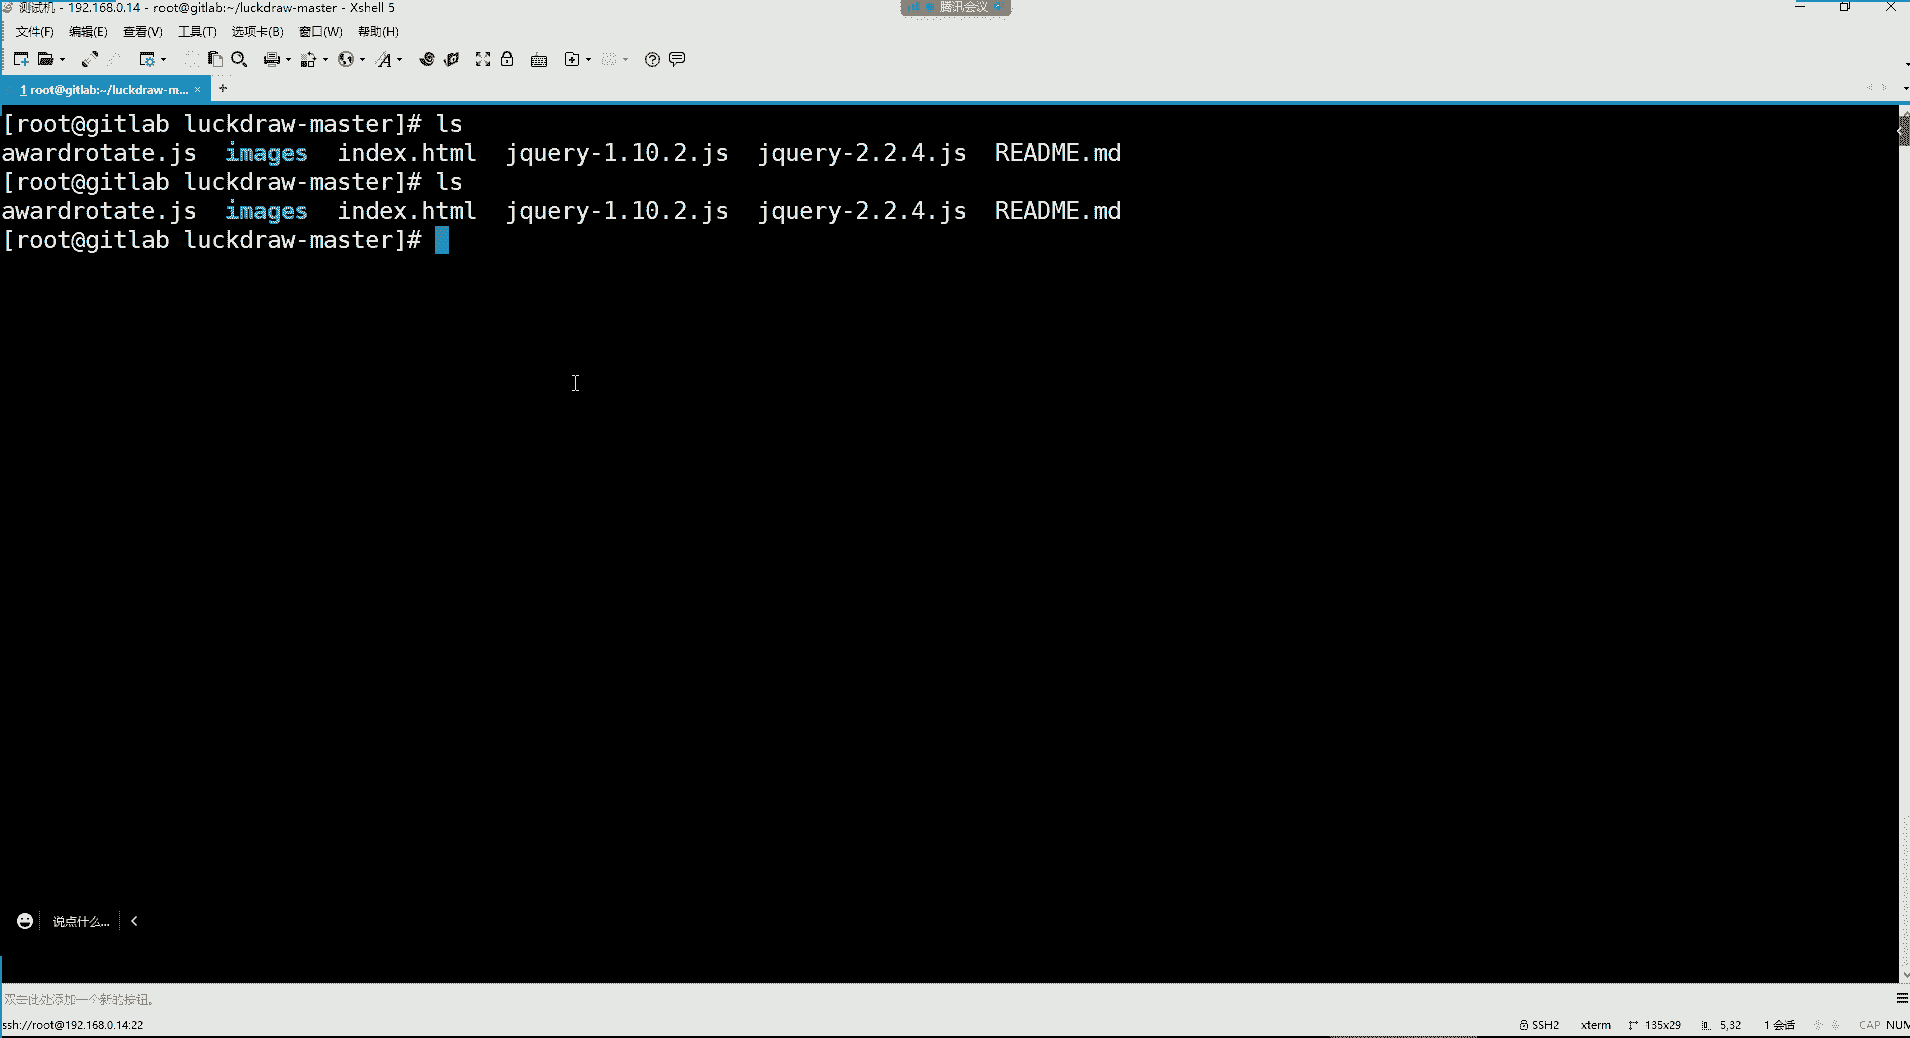 测试机 - 192.168.0.14 - root@gitlab:~/luckdraw-master - Xshell 5
腾讯会议
文件(F) 编辑(E) 查看(V) 工具(T) 选项卡(B) 窗口(W) 帮助(H)
1 root@gitlab:~/luckdraw-m... × +
[root@gitlab luckdraw-master]# ls
awardrotate.js images index.html jquery-1.10.2.js jquery-2.2.4.js README.md
[root@gitlab luckdraw-master]# ls
awardrotate.js images index.html jquery-1.10.2.js jquery-2.2.4.js README.md
[root@gitlab luckdraw-master]#
说点什么...
双击此处添加一个新的按钮。
ssh://root@192.168.0.14:22 SSH2 xterm 135x29 5,32 1 会话 CAP NUM